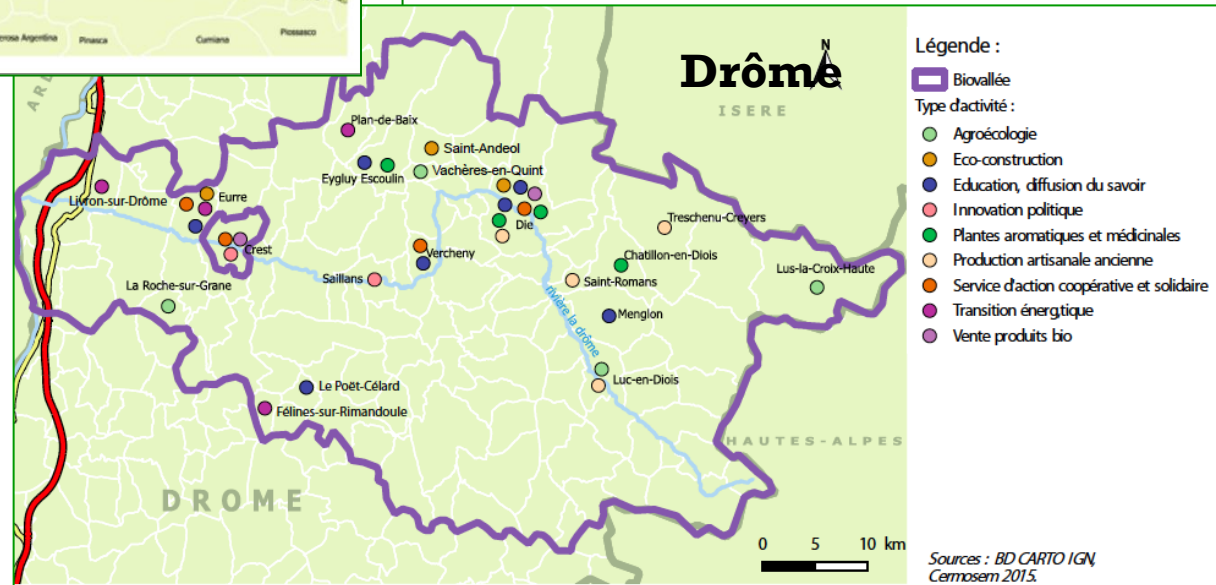 Pinasca
Cumiana
Piossasco
Drôme
N
ISERE
Plan-de-Baix
Saint-Andeol
Eygluy Escoulin
Vachères-en-Quint
Livron-sur-Drôme
Eurre
Die
Treschenu-Creyers
Crest
Vercheny
Chatillon-en-Diois
Lus-la-Croix-Haute
La Roche-sur-Grane
Saillans
Saint-Romans
rivière la drôme
Menglon
Luc-en-Diois
Le Poët-Célard
Félines-sur-Rimandoule
HAUTES-ALPES
DROME
0 5 10 km
Légende :
Biovallée
Type d'activité :
Agroécologie
Eco-construction
Education, diffusion du savoir
Innovation politique
Plantes aromatiques et médicinales
Production artisanale ancienne
Service d'action coopérative et solidaire
Transition énerg,tique
Vente produits bio
Sources : BD CARTO IGN,
Cermosem 2015.